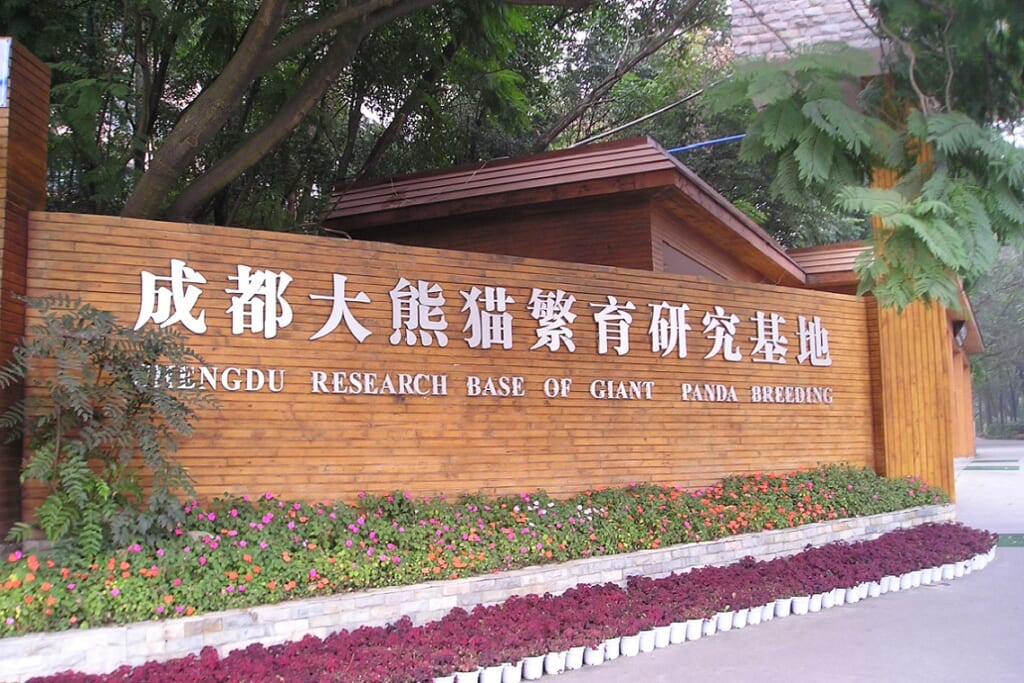 成都大熊猫繁育研究基地
CHENGDU RESEARCH BASE OF GIANT PANDA BREEDING